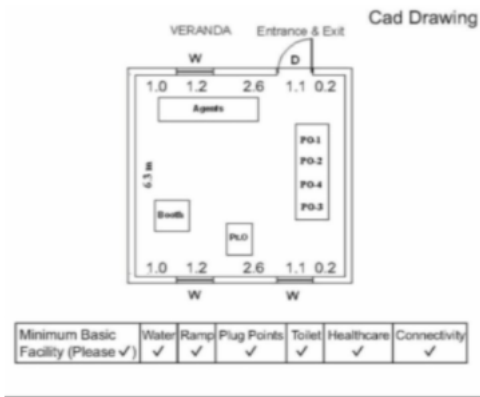 Cad Drawing
VERANDA Entrance & Exit
W D
1.0 1.2 2.6 1.1 0.2
Agents
PO-1
PO-2
6.3 m
PO-4
PO-3
Booth
PLO
1.0 1.2 2.6 1.1 0.2
W W
Minimum Basic Facility (Please ✓) Water Ramp Plug Points Toilet Healthcare Connectivity
✓ ✓ ✓ ✓ ✓ ✓